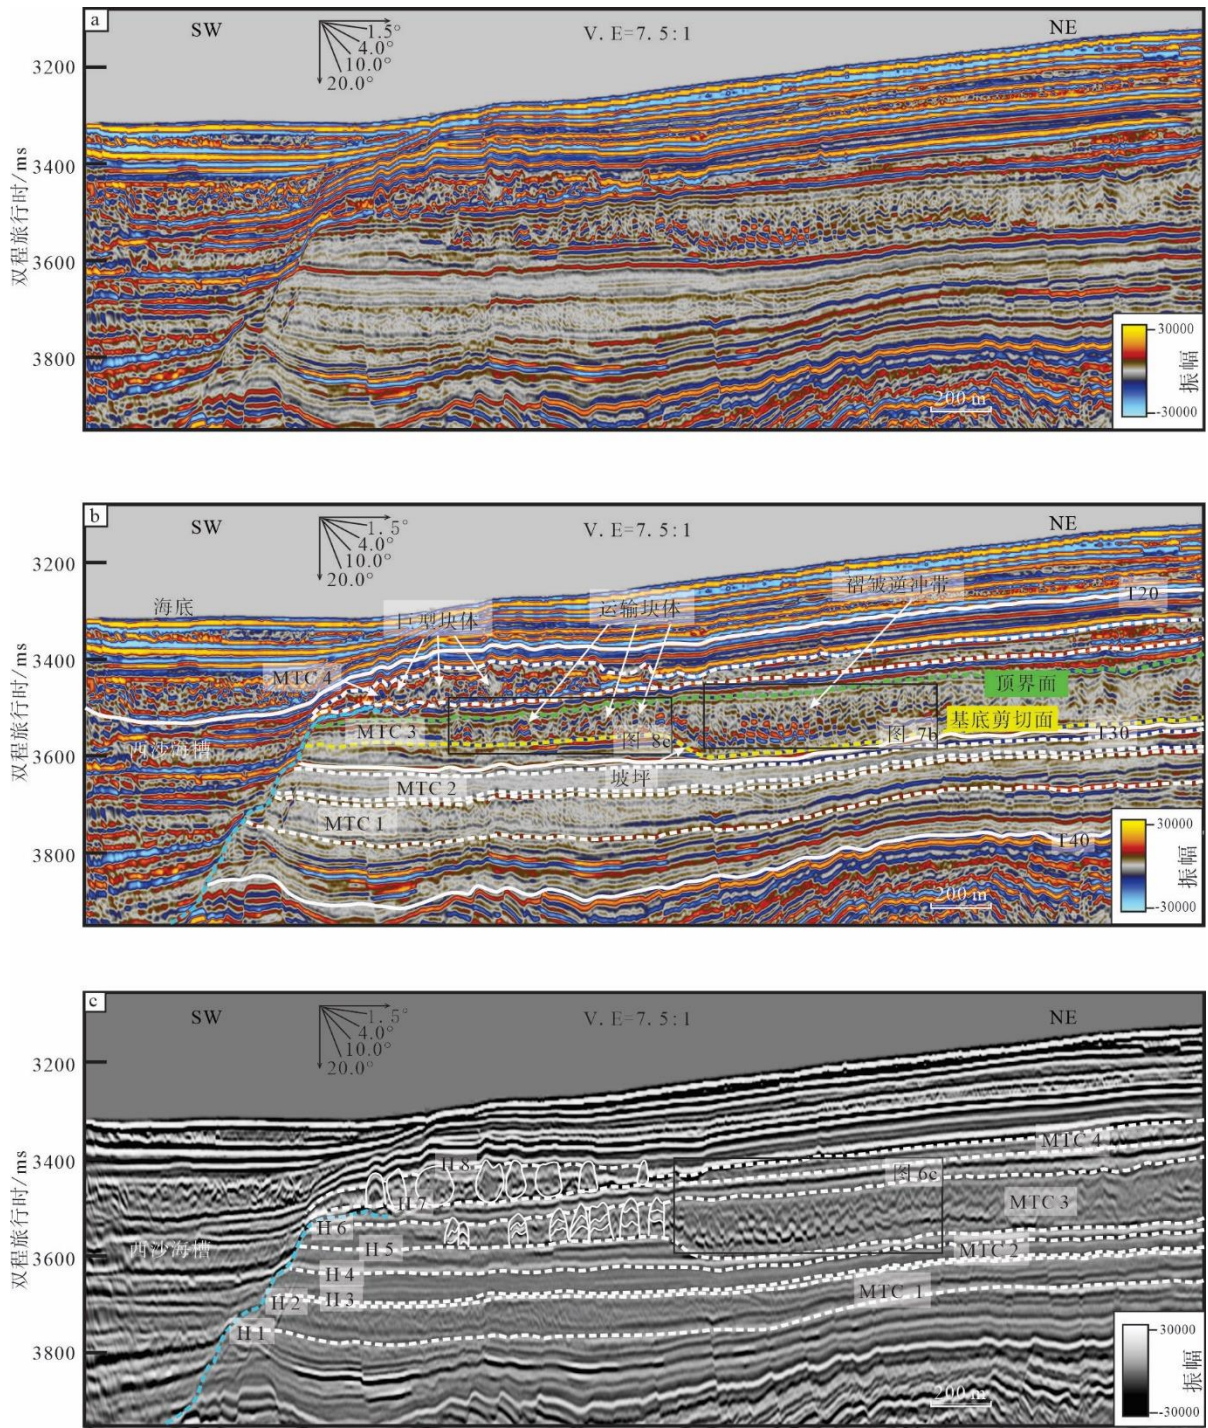 a
SW
NE
V. E=7.5:1
1.5°
4.0°
10.0°
20.0°
3200
3400
3600
3800
双程旅行时/ms
30000
-30000
振幅
200 m
b
SW
NE
V. E=7.5:1
1.5°
4.0°
10.0°
20.0°
3200
3400
3600
3800
双程旅行时/ms
海底
巨型块体
运输块体
褶皱逆冲带
T20
MTC 4
顶界面
MTC 3
基底剪切面
图 8c
图 7b
T30
西沙海槽
坡坪
MTC 2
MTC 1
T40
30000
-30000
振幅
200 m
c
SW
NE
V. E=7.5:1
1.5°
4.0°
10.0°
20.0°
3200
3400
3600
3800
双程旅行时/ms
MTC 4
H 8
图 6c
H 7
MTC 3
H 6
西沙海槽
H 5
MTC 2
H 4
H 3
H 2
MTC 1
H 1
30000
-30000
振幅
200 m